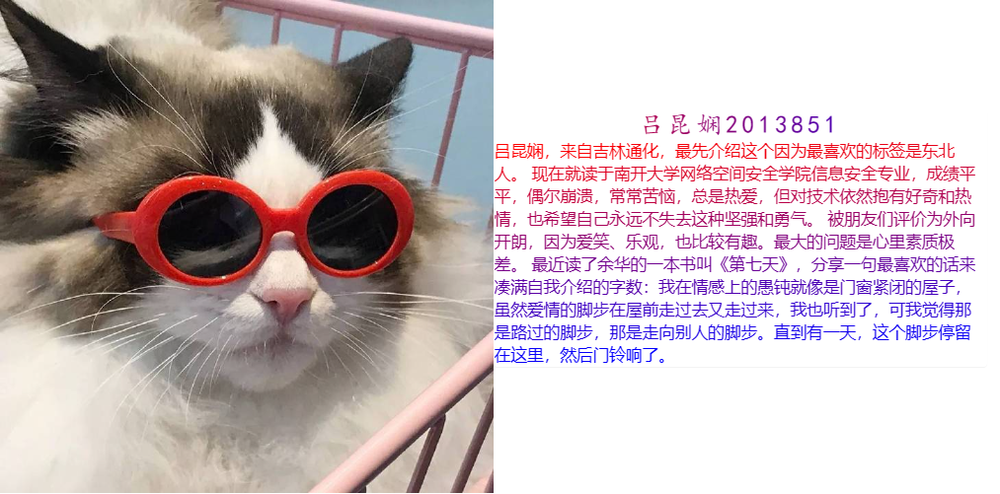 吕昆娴2013851
吕昆娴，来自吉林通化，最先介绍这个因为最喜欢的标签是东北
人。 现在就读于南开大学网络空间安全学院信息安全专业，成绩平
平，偶尔崩溃，常常苦恼，总是热爱，但对技术依然抱有好奇和热
情，也希望自己永远不失去这种坚强和勇气。 被朋友们评价为外向
开朗，因为爱笑、乐观，也比较有趣。最大的问题是心里素质极
差。 最近读了余华的一本书叫《第七天》，分享一句最喜欢的话来
凑满自我介绍的字数：我在情感上的愚钝就像是门窗紧闭的屋子，
虽然爱情的脚步在屋前走过去又走过来，我也听到了，可我觉得那
是路过的脚步，那是走向别人的脚步。直到有一天，这个脚步停留
在这里，然后门铃响了。